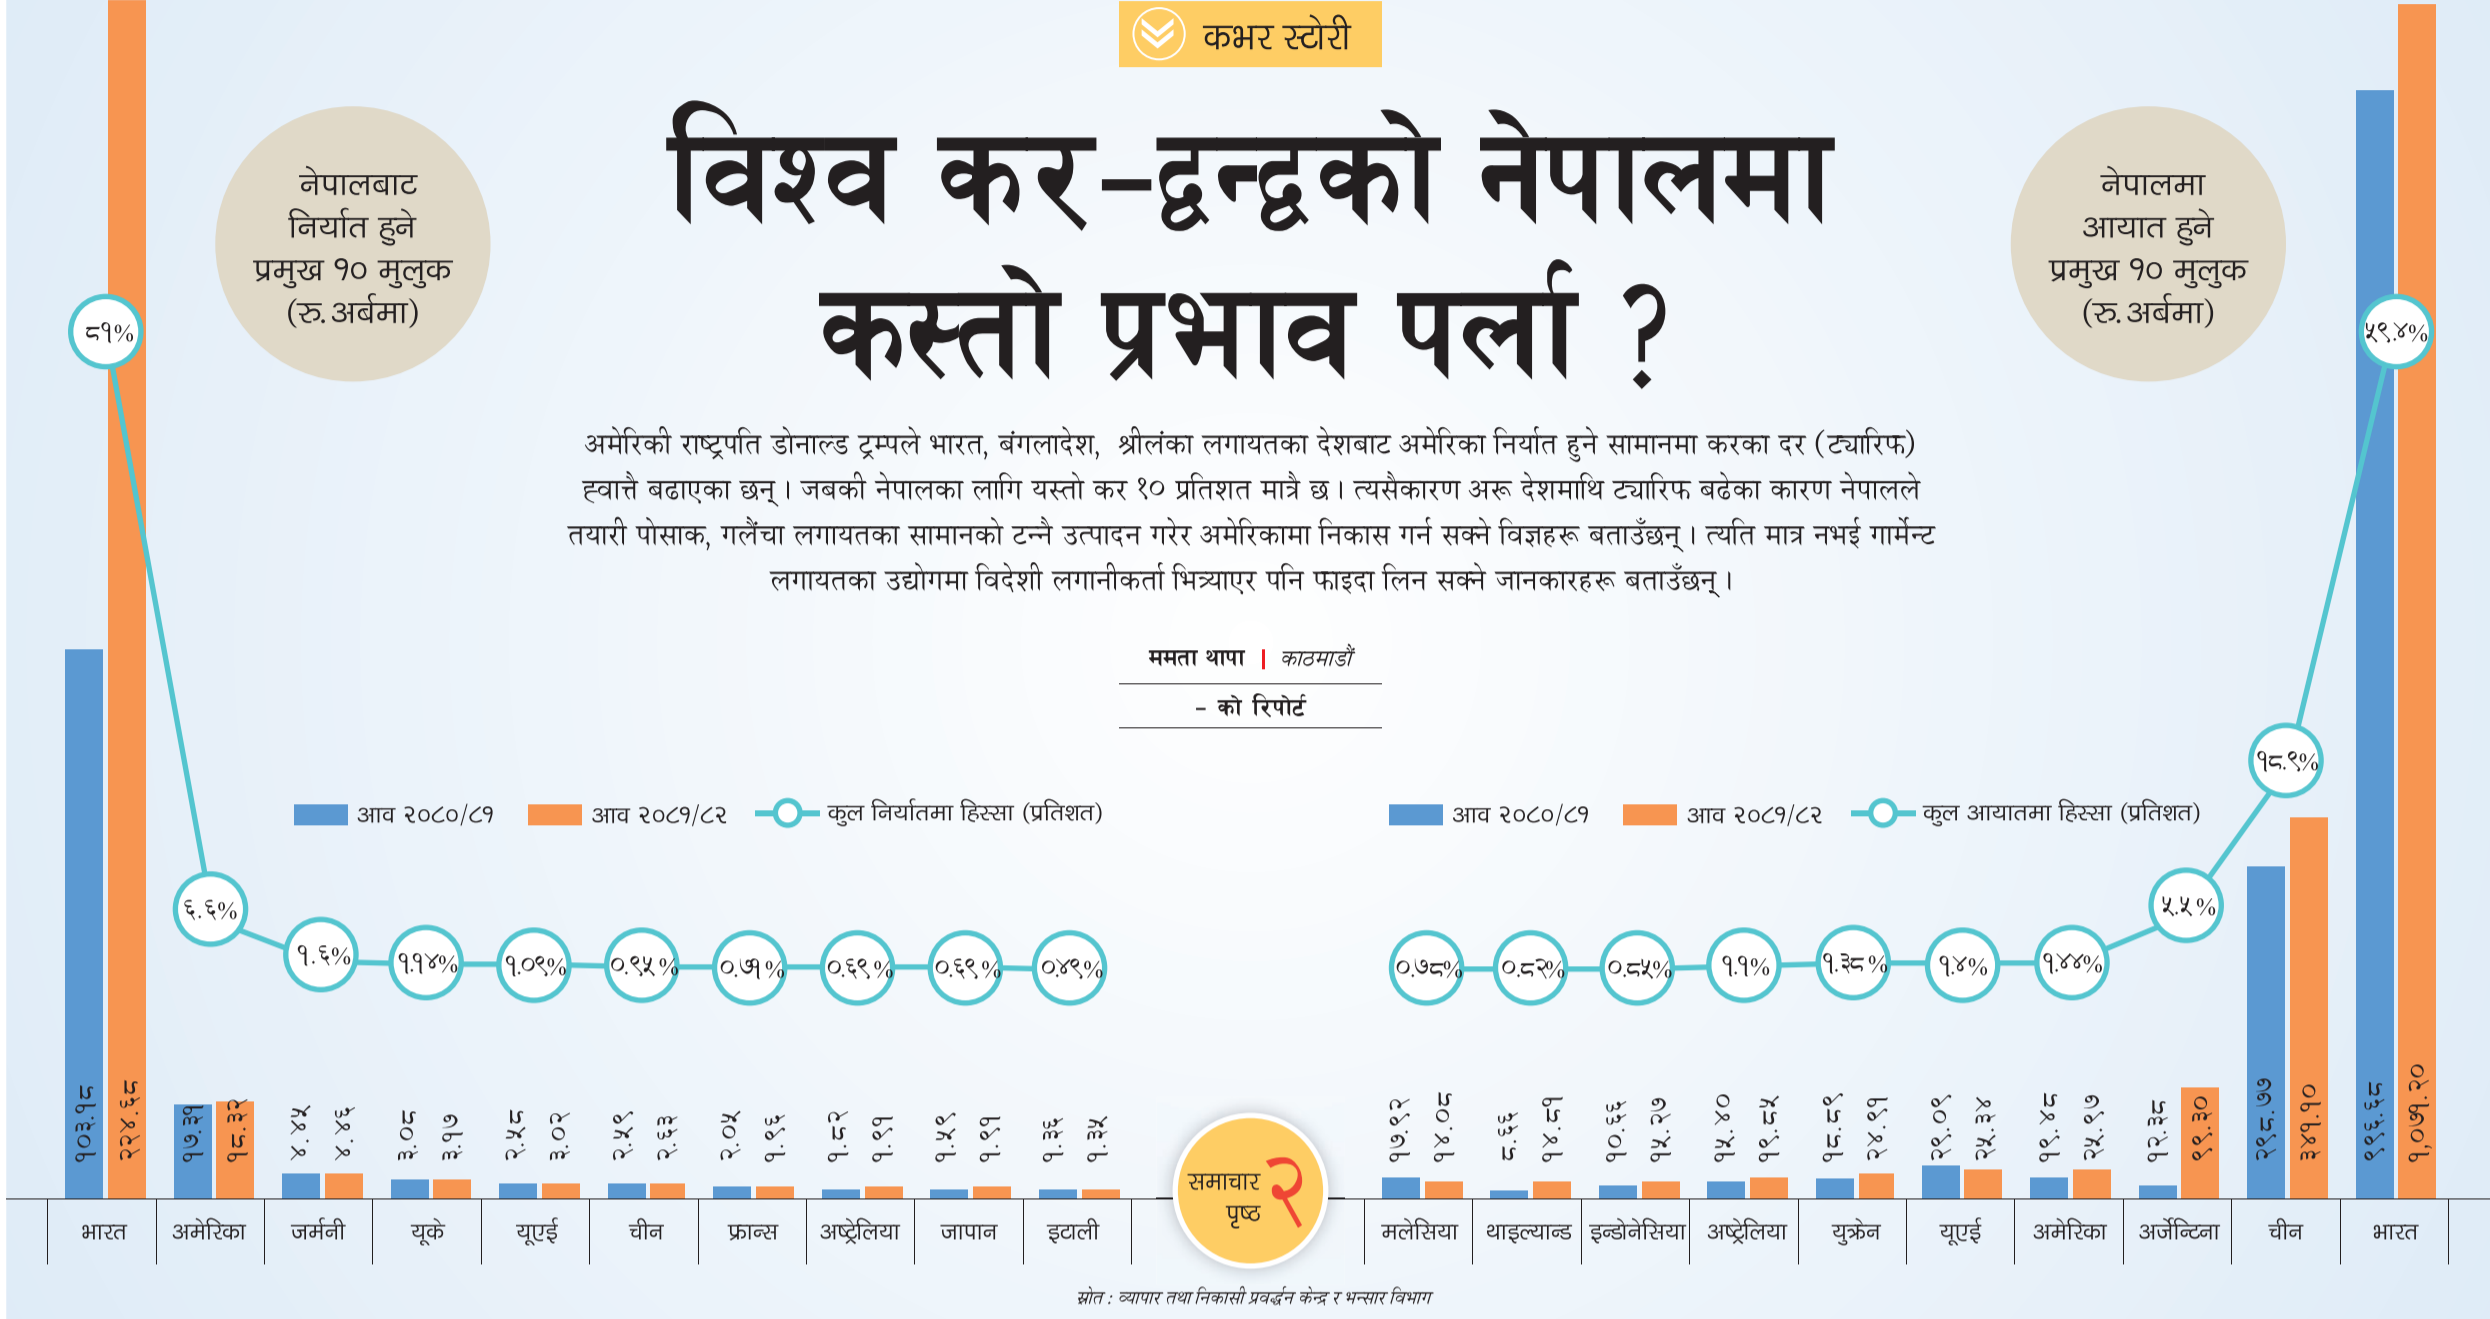 कभर स्टोरी
विश्व कर-द्वन्द्वको नेपालमा
कस्तो प्रभाव पर्ला ?
नेपालबाट
निर्यात हुने
प्रमुख १० मुलुक
(रु. अर्बमा)
नेपालमा
आयात हुने
प्रमुख १० मुलुक
(रु. अर्बमा)
अमेरिकी राष्ट्रपति डोनाल्ड ट्रम्पले भारत, बंगलादेश, श्रीलंका लगायतका देशबाट अमेरिका निर्यात हुने सामानमा करका दर (ट्यारिफ)
ह्वात्तै बढाएका छन् । जबकी नेपालका लागि यस्तो कर १० प्रतिशत मात्रै छ । त्यसैकारण अरू देशमाथि ट्यारिफ बढेका कारण नेपालले
तयारी पोसाक, गलैंचा लगायतका सामानको टन्नै उत्पादन गरेर अमेरिकामा निकास गर्न सक्ने विज्ञहरू बताउँछन् । त्यति मात्र नभई गार्मेन्ट
लगायतका उद्योगमा विदेशी लगानीकर्ता भित्र्याएर पनि फाइदा लिन सक्ने जानकारहरू बताउँछन् ।
ममता थापा | काठमाडौं
- को रिपोर्ट
आव २०८०/८१ आव २०८१/८२ कुल निर्यातमा हिस्सा (प्रतिशत)
८१% ६.६% १.६% १.१४% १.०९% ०.९५% ०.७१% ०.६९% ०.६९% ०.४९%
१०३.१८ २२४.६८ १७.३१ १८.३२ ४.४५ ४.४६ ३.०८ ३.१७ २.५८ ३.०२ २.५९ २.६३ २.०५ १.९६ १.८२ १.९१ १.५९ १.९१ १.३६ १.३५
भारत अमेरिका जर्मनी यूके यूएई चीन फ्रान्स अष्ट्रेलिया जापान इटाली
आव २०८०/८१ आव २०८१/८२ कुल आयातमा हिस्सा (प्रतिशत)
०.७८% ०.८२% ०.८५% १.१% १.३८% १.४% १.४४% ५.५% १८.९% ५९.४%
१७.९२ १४.०८ ८.६६ १४.८१ १०.६६ १५.२७ १५.४० १९.८५ १८.८९ २४.९१ २९.०९ २५.३४ १९.४८ २५.९७ १२.३८ ९९.३० २९८.७७ ३४१.१० ९९६.६८ १,०७१.२०
मलेसिया थाइल्यान्ड इन्डोनेसिया अष्ट्रेलिया युक्रेन यूएई अमेरिका अर्जेन्टिना चीन भारत
समाचार २
पृष्ठ
स्रोत : व्यापार तथा निकासी प्रवर्द्धन केन्द्र र भन्सार विभाग